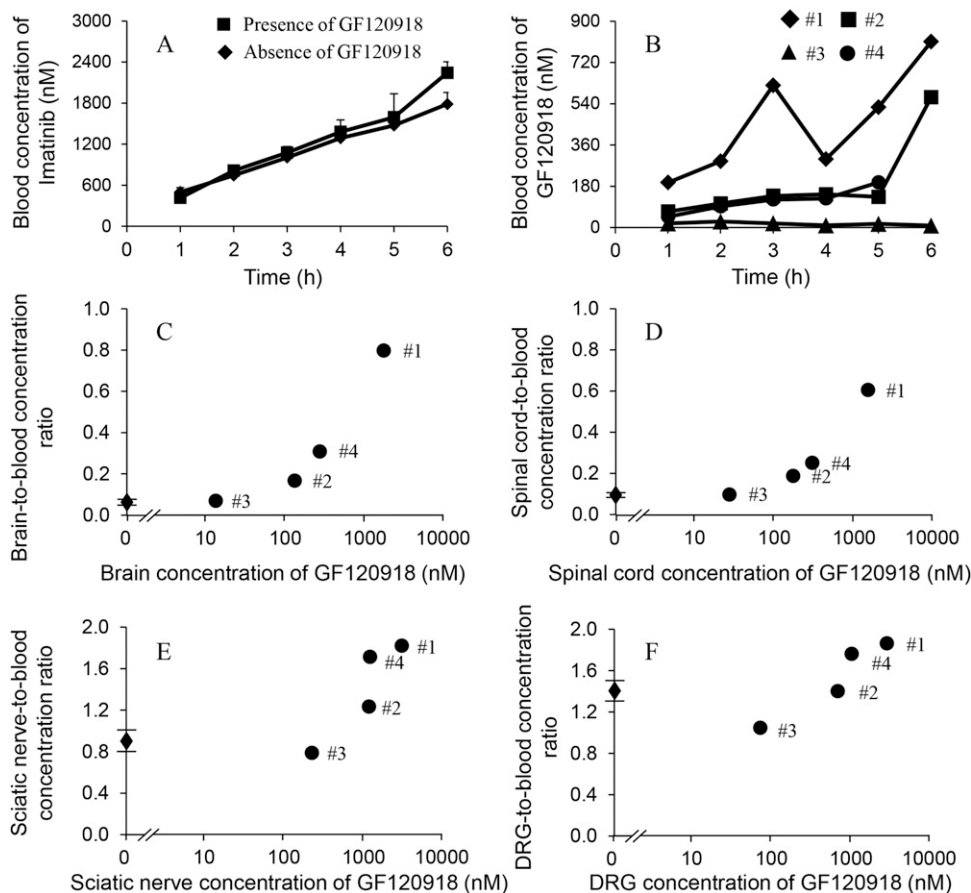 Blood concentration of
Imatinib (nM)
3000
2400
1800
1200
600
0
A
Presence of GF120918
Absence of GF120918
0 1 2 3 4 5 6
Time (h)
Blood concentration of
GF120918 (nM)
900
720
540
360
180
0
B
#1 #2
#3 #4
0 1 2 3 4 5 6
Time (h)
Brain-to-blood concentration
ratio
1.0
0.8
0.6
0.4
0.2
0.0
C
#1
#4
#2
#3
0 10 100 1000 10000
Brain concentration of GF120918 (nM)
Spinal cord-to-blood
concentration ratio
1.0
0.8
0.6
0.4
0.2
0.0
D
#1
#4
#2
#3
0 10 100 1000 10000
Spinal cord concentration of GF120918 (nM)
Sciatic nerve-to-blood
concentration ratio
2.0
1.6
1.2
0.8
0.4
0.0
E
#1
#4
#2
#3
0 10 100 1000 10000
Sciatic nerve concentration of GF120918 (nM)
DRG-to-blood concentration
ratio
2.0
1.6
1.2
0.8
0.4
0.0
F
#1
#4
#2
#3
0 10 100 1000 10000
DRG concentration of GF120918 (nM)